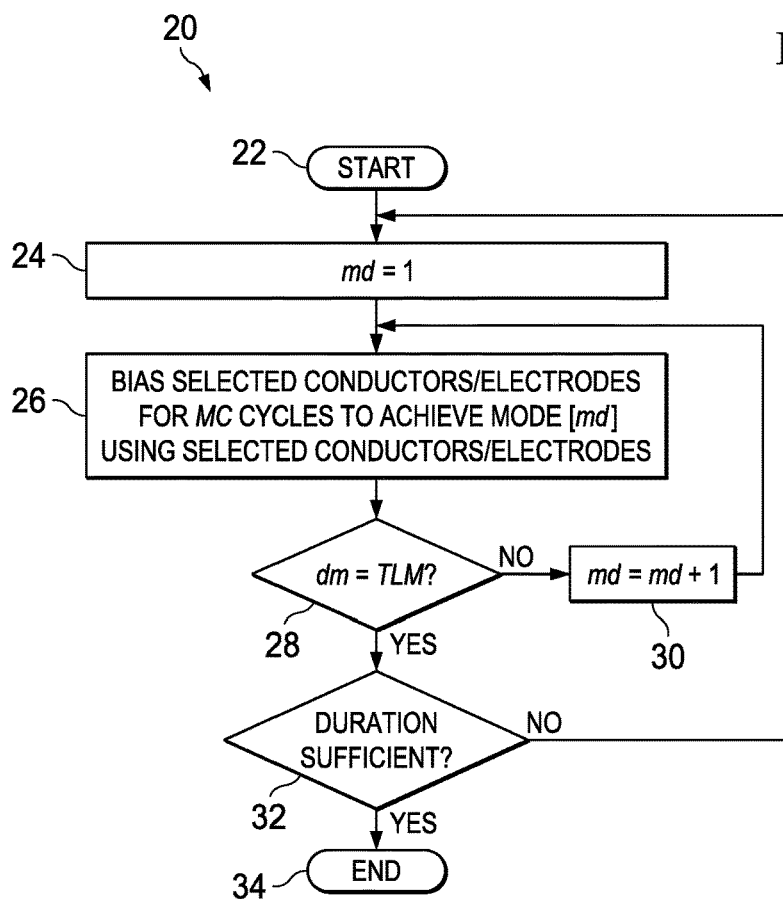 20
22
START
24
md = 1
26
BIAS SELECTED CONDUCTORS/ELECTRODES
FOR MC CYCLES TO ACHIEVE MODE [md]
USING SELECTED CONDUCTORS/ELECTRODES
dm = TLM?
NO
md = md + 1
28
YES
30
DURATION
SUFFICIENT?
NO
32
YES
END
34